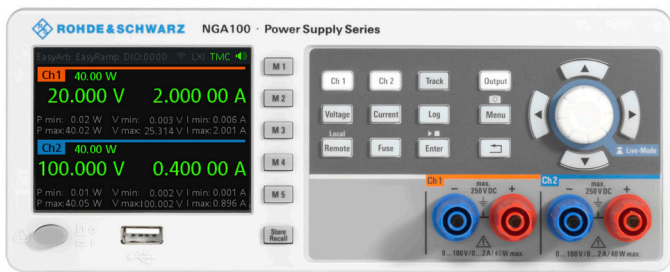 ROHDE&SCHWARZ NGA100 · Power Supply Series
EasyArb EasyRamp DIO:0000 LXI TMC
Ch1 40.00 W
20.000 V 2.000 00 A
P min: 0.02 W V min: 0.003 V I min: 0.006 A
P max: 40.02 W V max: 25.314 V I max: 2.001 A
Ch2 40.00 W
100.000 V 0.400 00 A
P min: 0.01 W V min: 0.002 V I min: 0.001 A
P max: 40.05 W V max: 100.002 V I max: 0.896 A
M 1
M 2
M 3
M 4
M 5
Store
Recall
Ch 1 Ch 2 Track Output
Voltage Current Log Menu
Local
Remote Fuse Enter
Live-Mode
Ch1 Ch2
− max. + − max. +
250 V DC 250 V DC
0...100V/0...2A/40W max. 0...100V/0...2A/40W max.